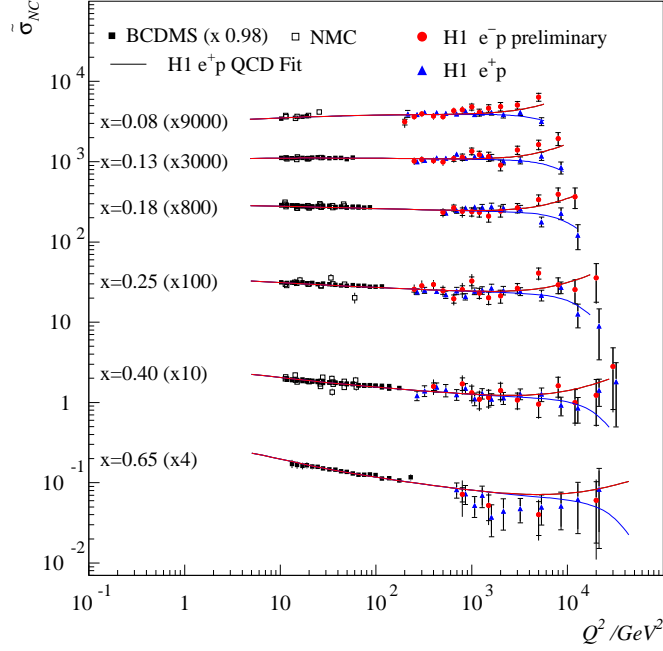 σ̃_NC
BCDMS (x 0.98) NMC H1 e⁻p preliminary
H1 e⁺p QCD Fit H1 e⁺p
10⁴
x=0.08 (x9000)
10³
x=0.13 (x3000)
x=0.18 (x800)
10²
x=0.25 (x100)
10
x=0.40 (x10)
1
x=0.65 (x4)
10⁻¹
10⁻²
10⁻¹ 1 10 10² 10³ 10⁴
Q² /GeV²